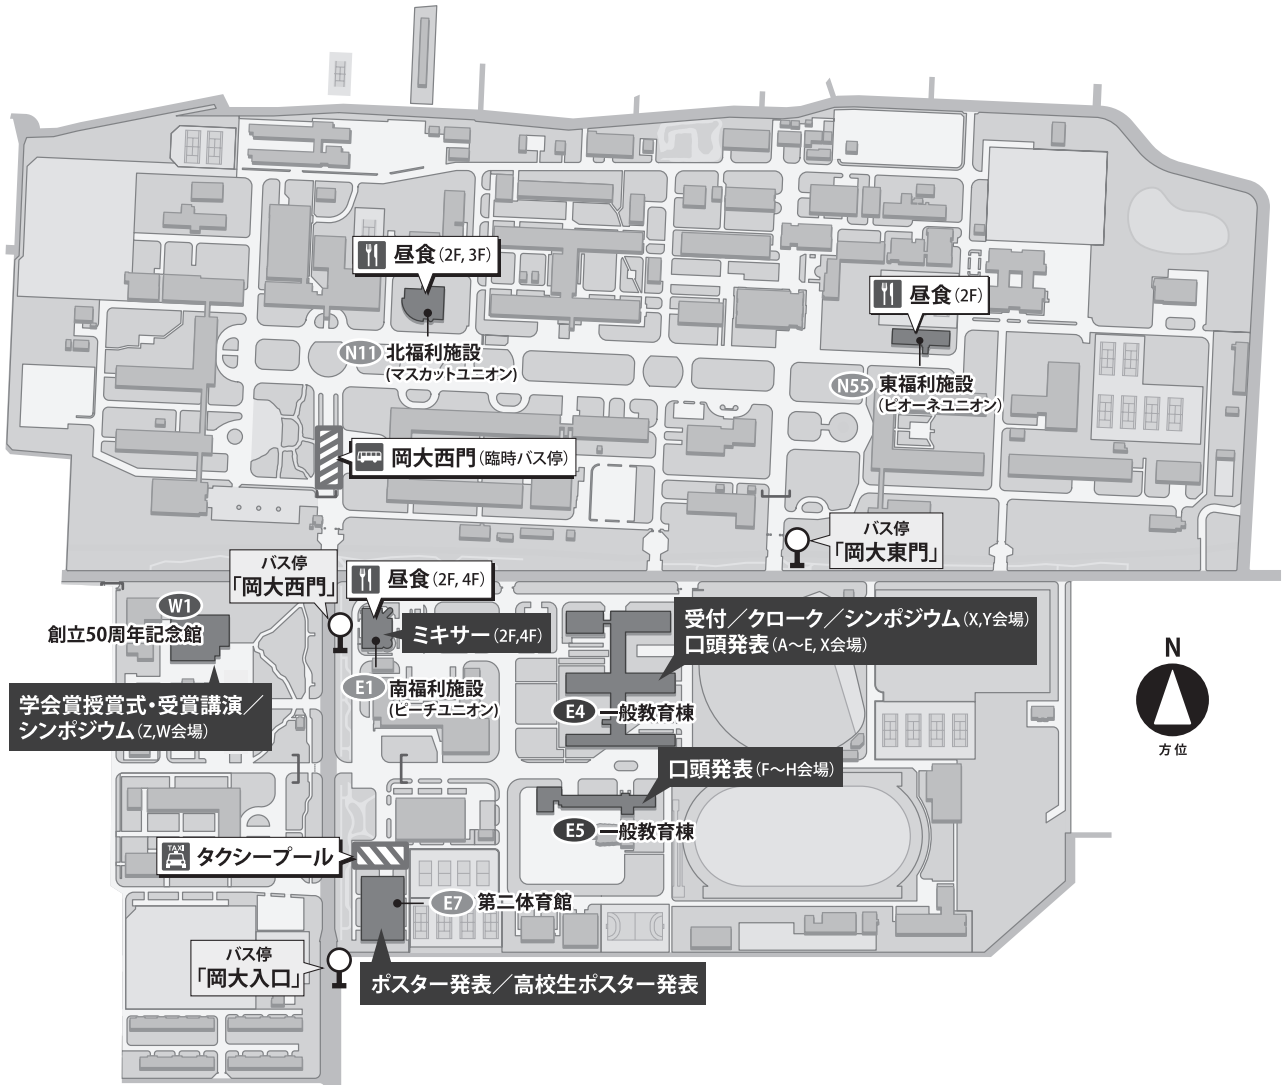 昼食(2F, 3F)
N11 北福利施設
(マスカットユニオン)
昼食(2F)
N55 東福利施設
(ピオーネユニオン)
岡大西門(臨時バス停)
バス停
「岡大東門」
バス停
「岡大西門」
昼食(2F, 4F)
ミキサー(2F,4F)
E1 南福利施設
(ピーチユニオン)
W1
創立50周年記念館
学会賞授賞式・受賞講演／
シンポジウム(Z,W会場)
受付／クローク／シンポジウム(X,Y会場)
口頭発表(A〜E, X会場)
E4 一般教育棟
口頭発表(F〜H会場)
E5 一般教育棟
N
方位
TAXI
タクシープール
E7 第二体育館
バス停
「岡大入口」
ポスター発表／高校生ポスター発表